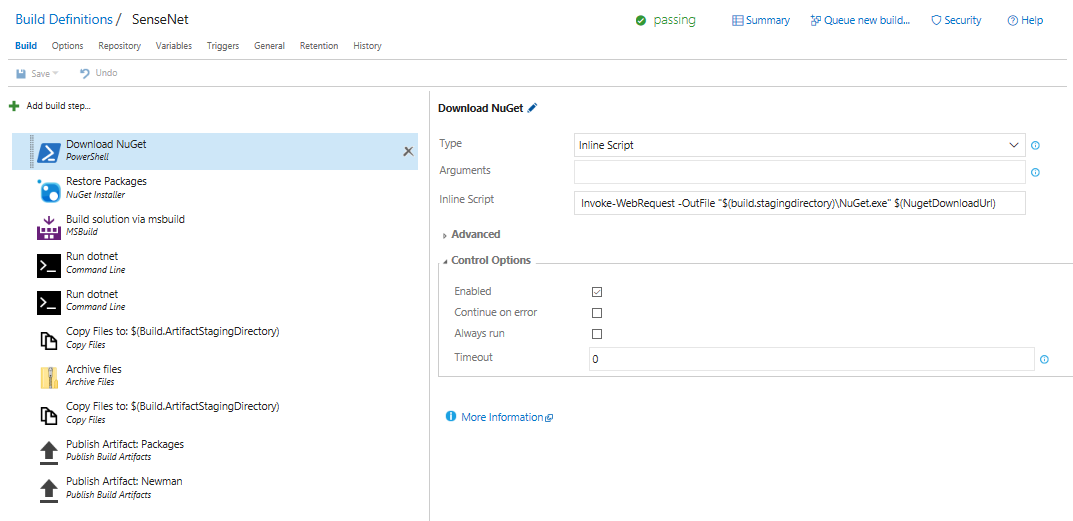 Build Definitions / SenseNet
passing
Summary
Queue new build...
Security
Help
Build Options Repository Variables Triggers General Retention History
Save Undo
Add build step...
Download NuGet
PowerShell
Restore Packages
NuGet Installer
Build solution via msbuild
MSBuild
Run dotnet
Command Line
Run dotnet
Command Line
Copy Files to: $(Build.ArtifactStagingDirectory)
Copy Files
Archive files
Archive Files
Copy Files to: $(Build.ArtifactStagingDirectory)
Copy Files
Publish Artifact: Packages
Publish Build Artifacts
Publish Artifact: Newman
Publish Build Artifacts
Download NuGet
Type Inline Script
Arguments
Inline Script Invoke-WebRequest -OutFile "$(build.stagingdirectory)\NuGet.exe" $(NugetDownloadUrl)
Advanced
Control Options
Enabled
Continue on error
Always run
Timeout 0
More Information